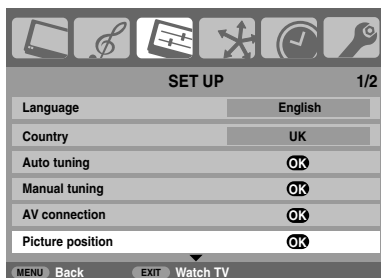 SET UP 1/2
Language English
Country UK
Auto tuning OK
Manual tuning OK
AV connection OK
Picture position OK
MENU Back EXIT Watch TV